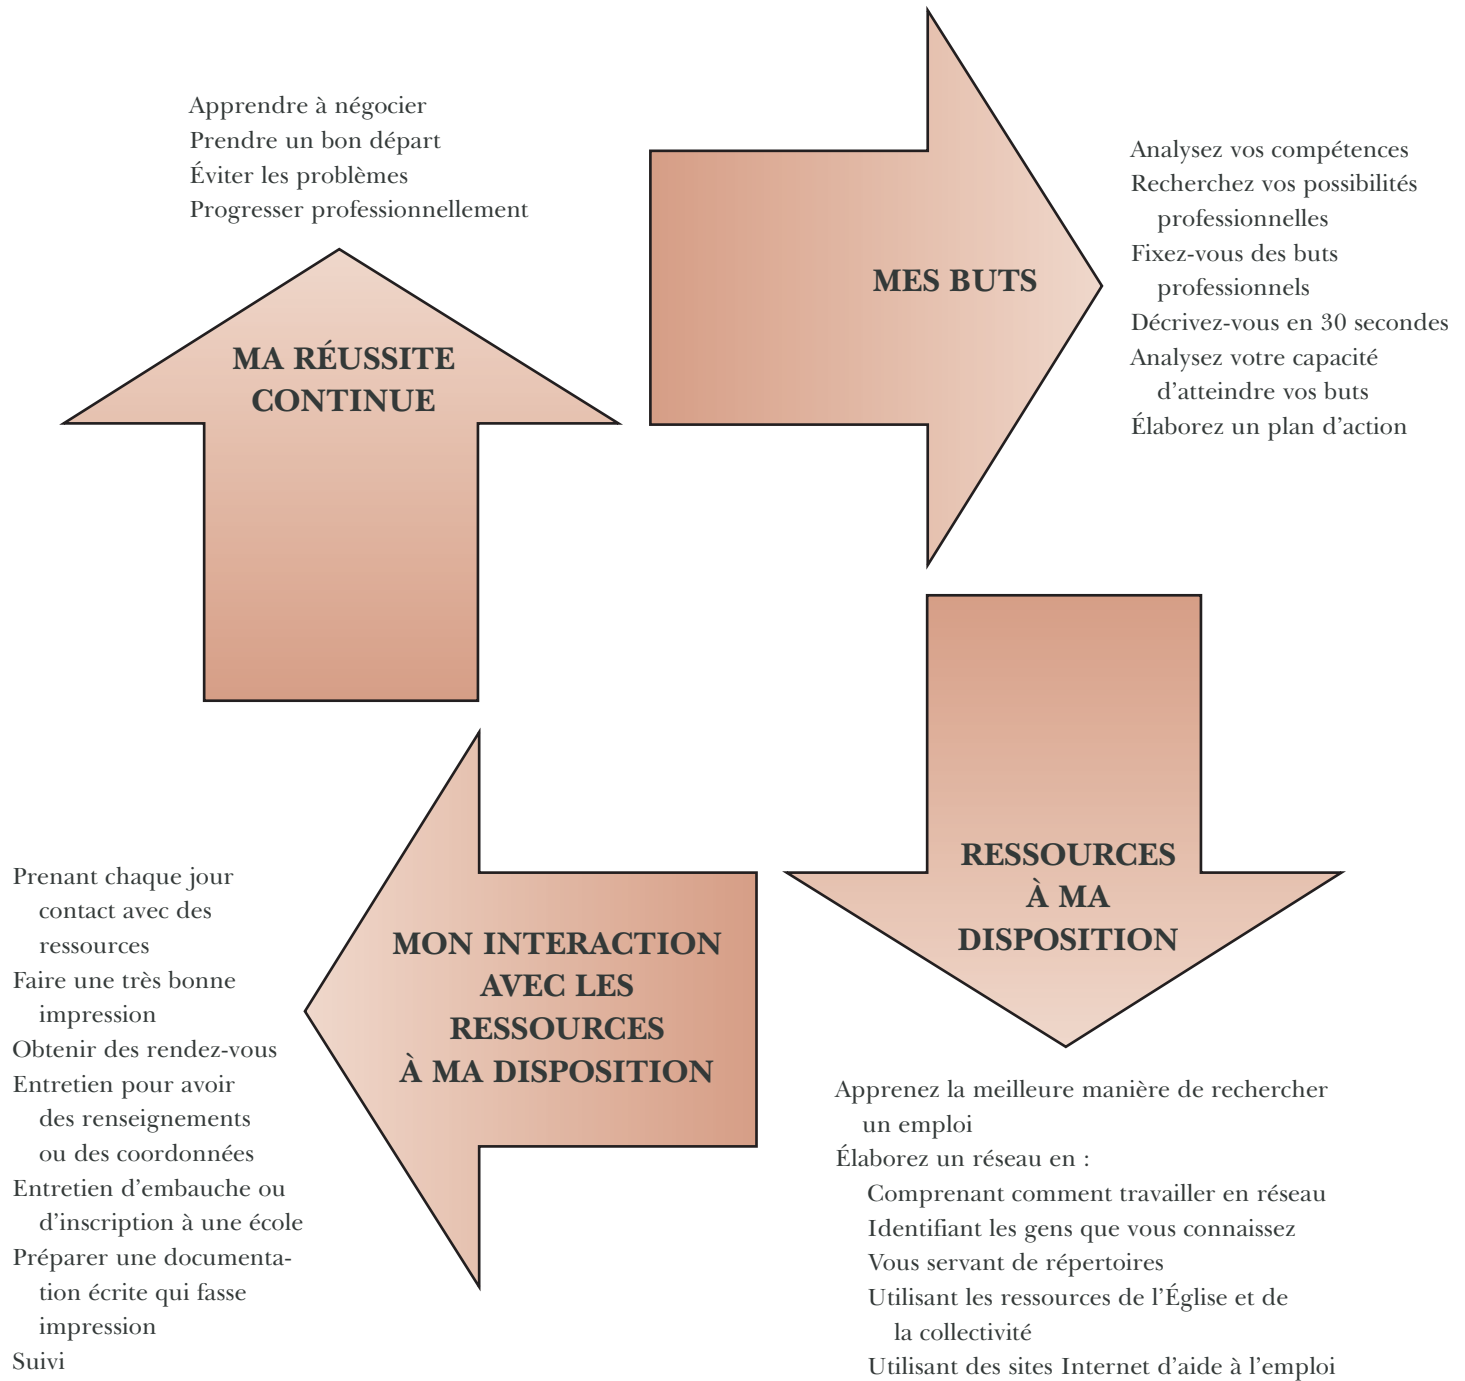 Apprendre à négocier
Prendre un bon départ
Éviter les problèmes
Progresser professionnellement
MA RÉUSSITE
CONTINUE
MES BUTS
Analysez vos compétences
Recherchez vos possibilités
professionnelles
Fixez-vous des buts
professionnels
Décrivez-vous en 30 secondes
Analysez votre capacité
d’atteindre vos buts
Élaborez un plan d’action
RESSOURCES
À MA
DISPOSITION
Apprenez la meilleure manière de rechercher
un emploi
Élaborez un réseau en :
Comprenant comment travailler en réseau
Identifiant les gens que vous connaissez
Vous servant de répertoires
Utilisant les ressources de l’Église et de
la collectivité
Utilisant des sites Internet d’aide à l’emploi
MON INTERACTION
AVEC LES
RESSOURCES
À MA DISPOSITION
Prenant chaque jour
contact avec des
ressources
Faire une très bonne
impression
Obtenir des rendez-vous
Entretien pour avoir
des renseignements
ou des coordonnées
Entretien d’embauche ou
d’inscription à une école
Préparer une documenta-
tion écrite qui fasse
impression
Suivi